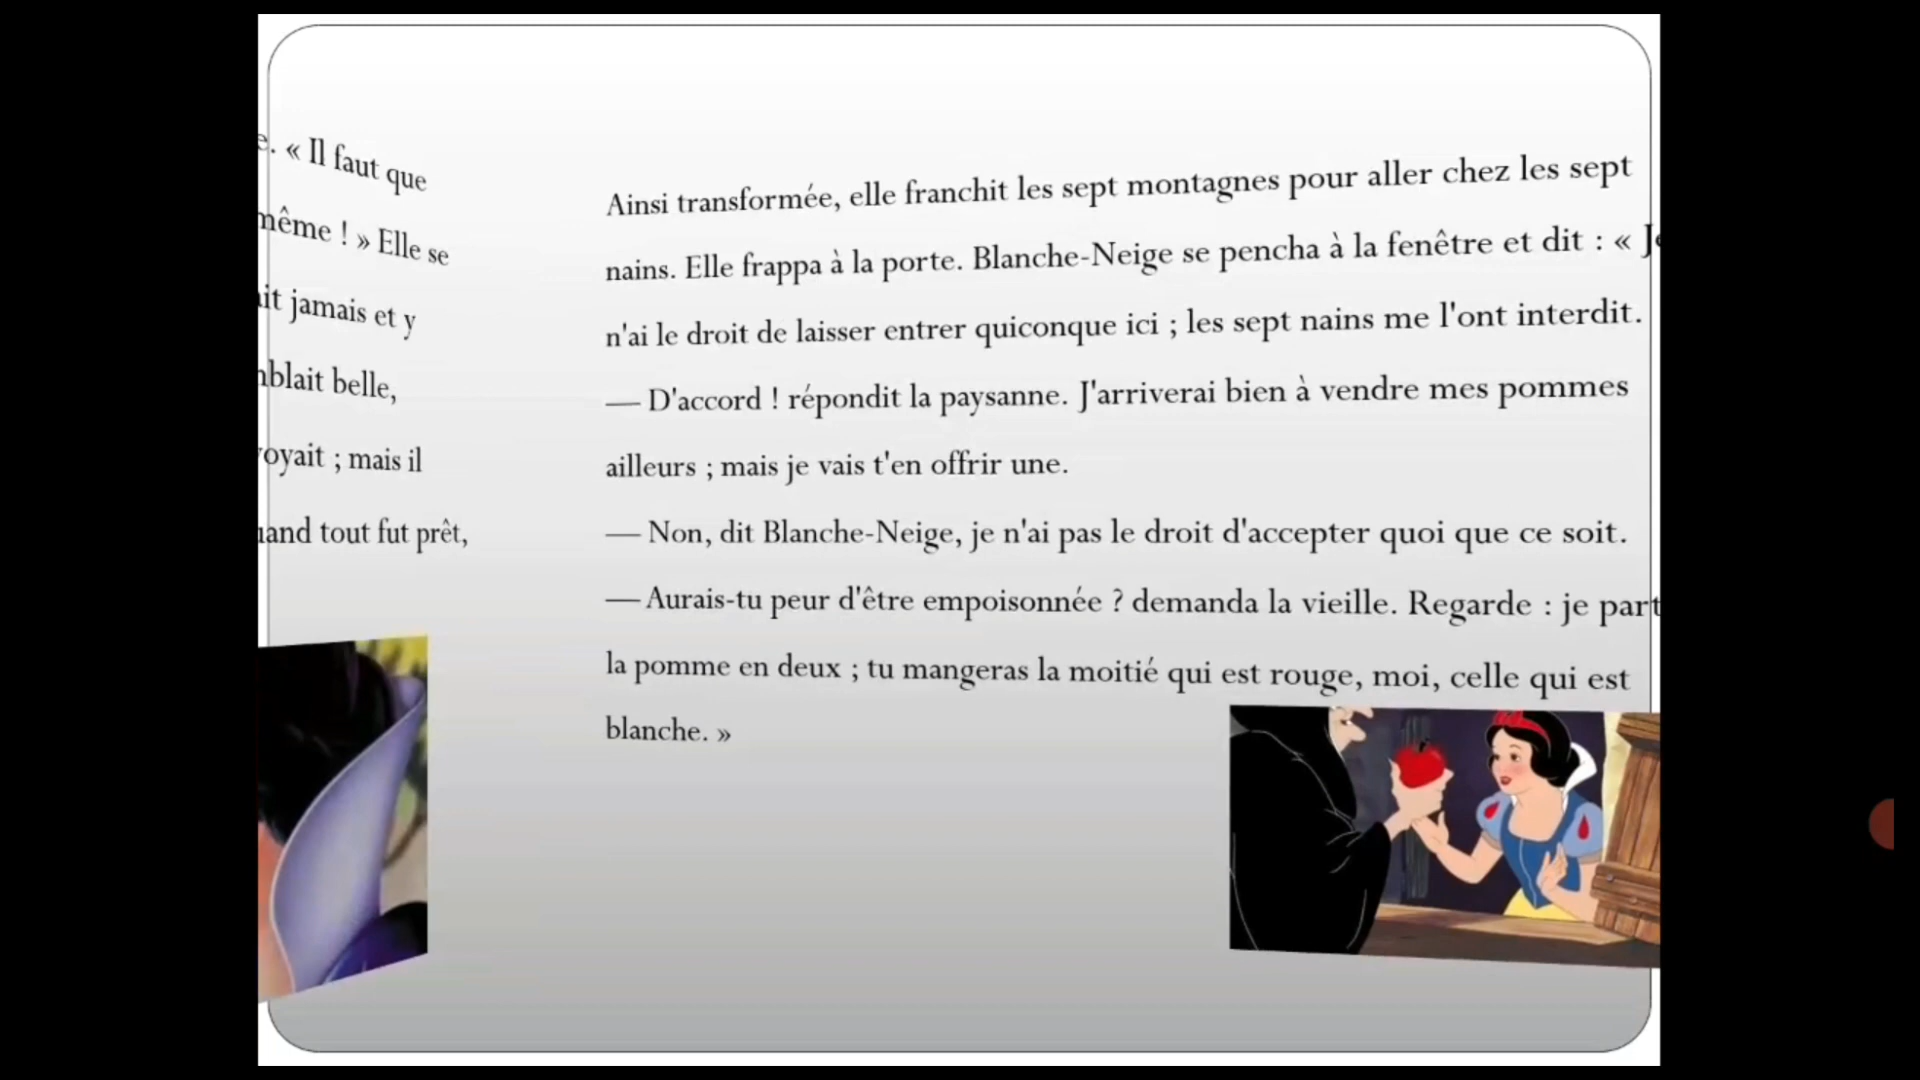 . « Il faut que
même ! » Elle se
jamais et y
belle,
; mais il
tout fut prêt,
Ainsi transformée, elle franchit les sept montagnes pour aller chez les sept
nains. Elle frappa à la porte. Blanche-Neige se pencha à la fenêtre et dit : « Je
n'ai le droit de laisser entrer quiconque ici ; les sept nains me l'ont interdit.
— D'accord ! répondit la paysanne. J'arriverai bien à vendre mes pommes
ailleurs ; mais je vais t'en offrir une.
— Non, dit Blanche-Neige, je n'ai pas le droit d'accepter quoi que ce soit.
— Aurais-tu peur d'être empoisonnée ? demanda la vieille. Regarde : je
la pomme en deux ; tu mangeras la moitié qui est rouge, moi, celle qui est
blanche. »